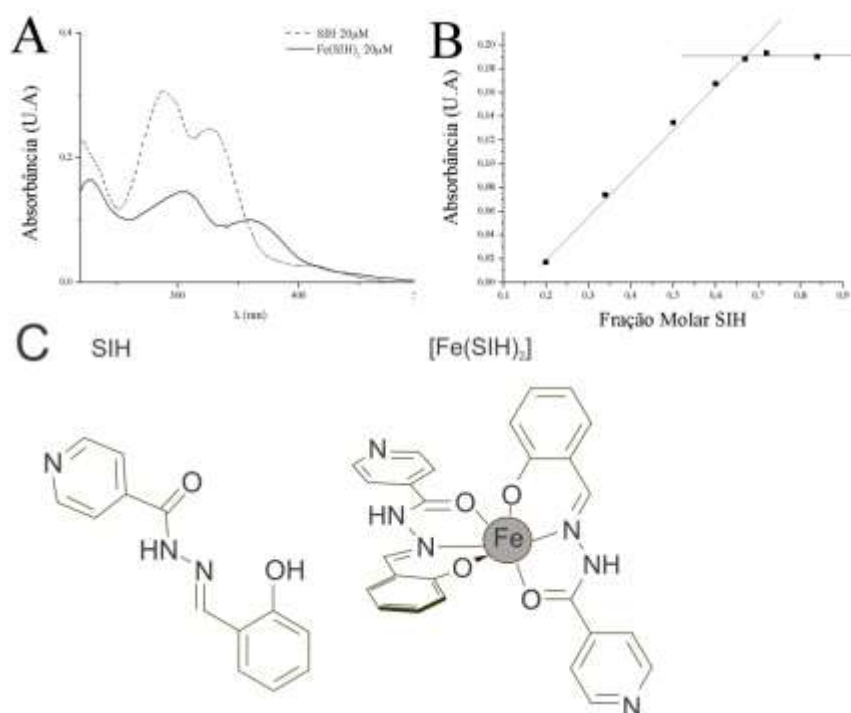 A
0,4
SIH 20μM
Fe(SIH)₂ 20μM
Absorbância (U.A)
0,2
0,0
300
400
λ (nm)
B
0,20
0,18
0,16
0,14
0,12
0,10
0,08
0,06
0,04
0,02
0,00
Absorbância (U.A)
0,1
0,2
0,3
0,4
0,5
0,6
0,7
0,8
0,9
Fração Molar SIH
C
SIH
[Fe(SIH)₂]
N
O
HN
N
OH
N
O
HN
N
O
Fe
O
N
NH
O
N